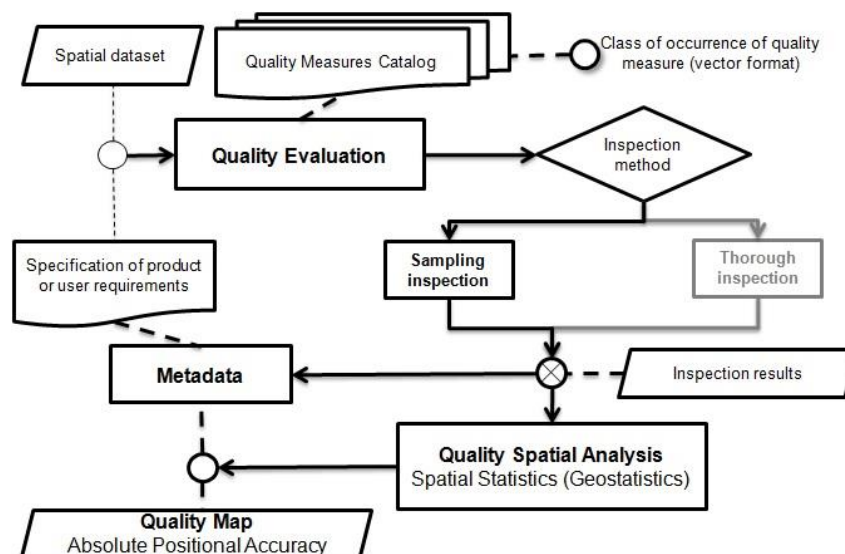 Spatial dataset
Quality Measures Catalog
Class of occurrence of quality
measure (vector format)
Quality Evaluation
Inspection
method
Specification of product
or user requirements
Sampling
inspection
Thorough
inspection
Metadata
Inspection results
Quality Spatial Analysis
Spatial Statistics (Geostatistics)
Quality Map
Absolute Positional Accuracy